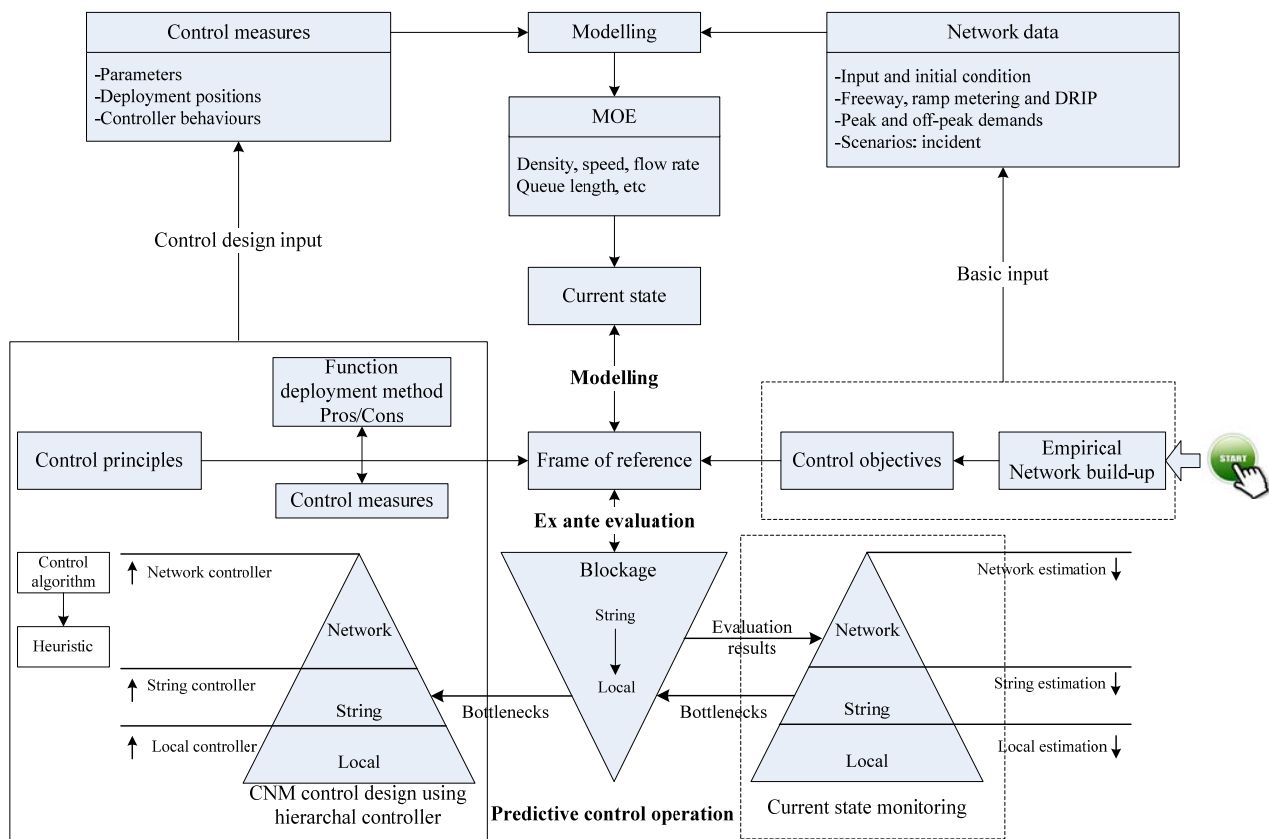 Control measures
-Parameters
-Deployment positions
-Controller behaviours
Modelling
Network data
-Input and initial condition
-Freeway, ramp metering and DRIP
-Peak and off-peak demands
-Scenarios: incident
MOE
Density, speed, flow rate
Queue length, etc
Control design input
Basic input
Current state
Modelling
Function
deployment method
Pros/Cons
Control principles
Control measures
Frame of reference
Control objectives
Empirical
Network build-up
START
Ex ante evaluation
Control
algorithm
Heuristic
Network controller
String controller
Local controller
Network
String
Local
CNM control design using
hierarchal controller
Blockage
String
Local
Bottlenecks
Evaluation
results
Bottlenecks
Predictive control operation
Network
String
Local
Network estimation
String estimation
Local estimation
Current state monitoring